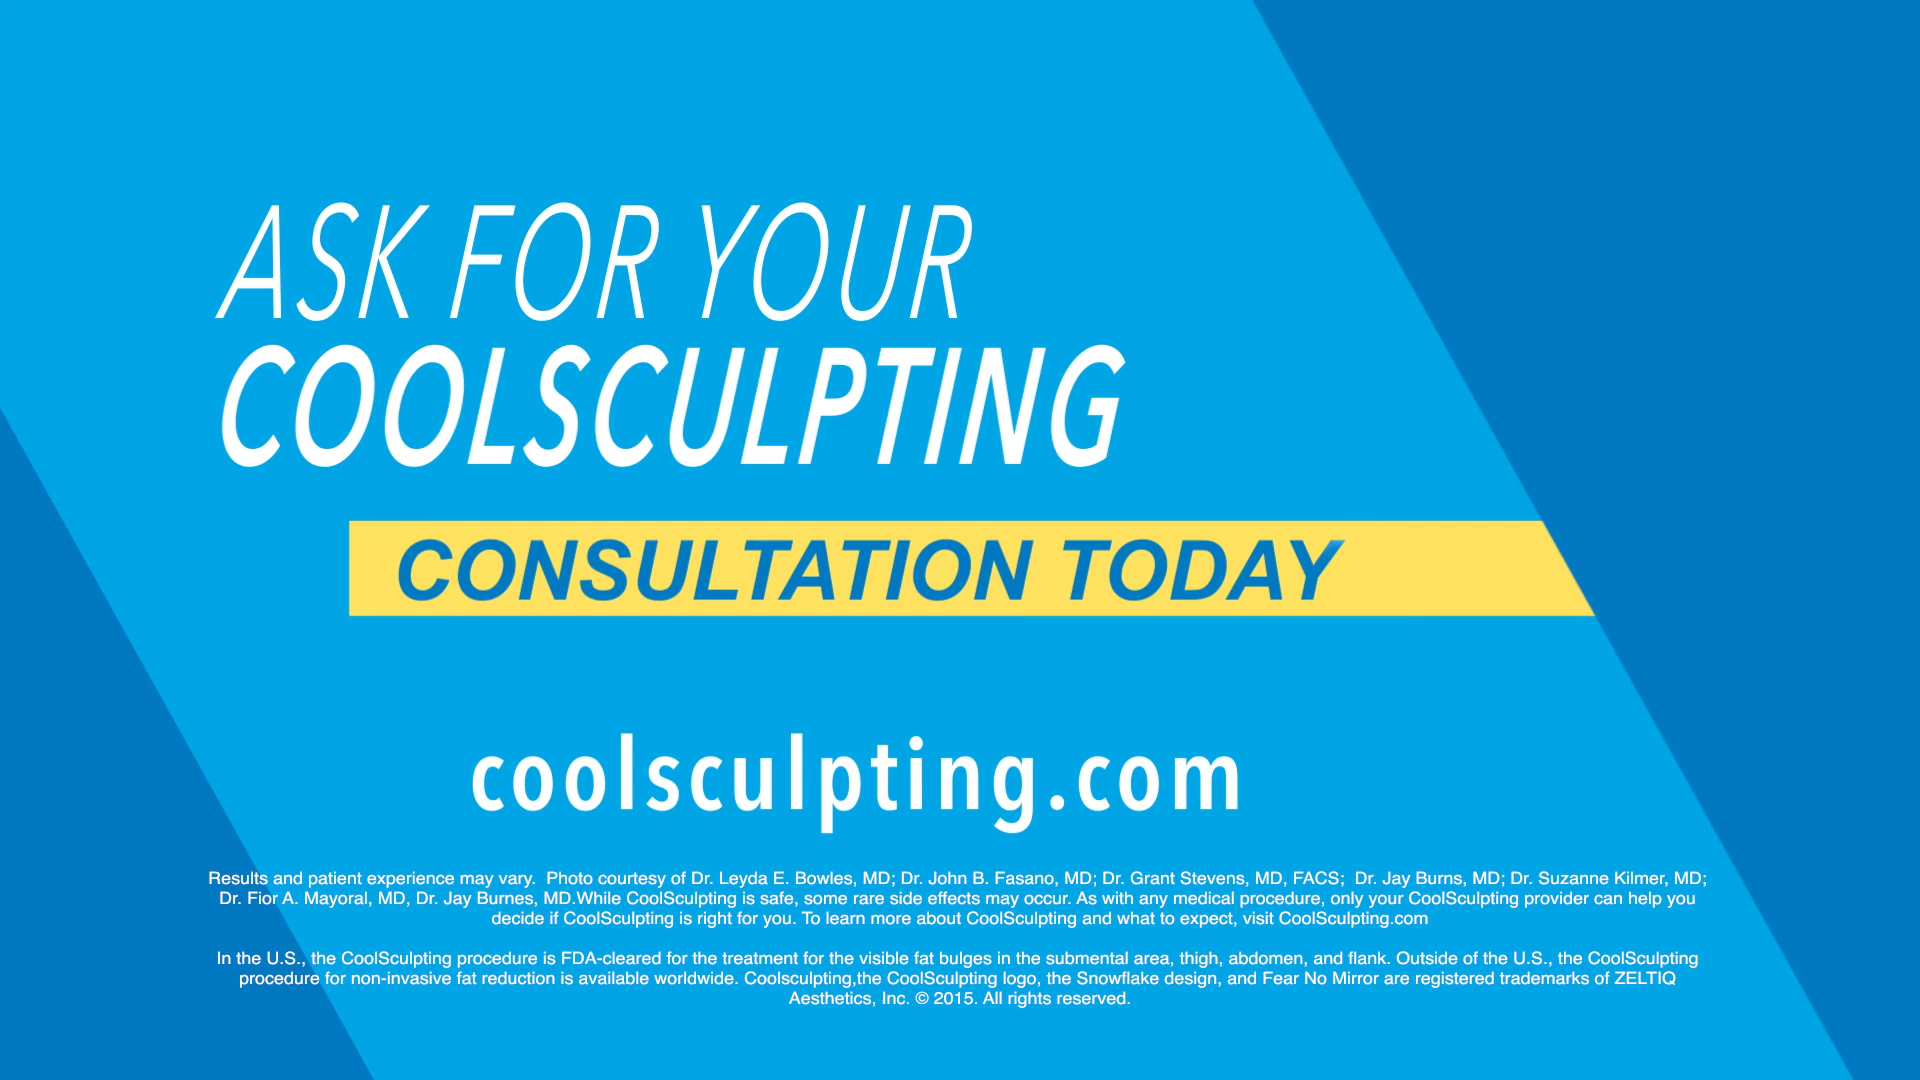 ASK FOR YOUR
COOLSCULPTING
CONSULTATION TODAY
coolsculpting.com
Results and patient experience may vary.  Photo courtesy of Dr. Leyda E. Bowles, MD; Dr. John B. Fasano, MD; Dr. Grant Stevens, MD, FACS;  Dr. Jay Burns, MD; Dr. Suzanne Kilmer, MD;
Dr. Fior A. Mayoral, MD, Dr. Jay Burnes, MD.While CoolSculpting is safe, some rare side effects may occur. As with any medical procedure, only your CoolSculpting provider can help you
decide if CoolSculpting is right for you. To learn more about CoolSculpting and what to expect, visit CoolSculpting.com
In the U.S., the CoolSculpting procedure is FDA-cleared for the treatment for the visible fat bulges in the submental area, thigh, abdomen, and flank. Outside of the U.S., the CoolSculpting
procedure for non-invasive fat reduction is available worldwide. Coolsculpting,the CoolSculpting logo, the Snowflake design, and Fear No Mirror are registered trademarks of ZELTIQ
Aesthetics, Inc. © 2015. All rights reserved.